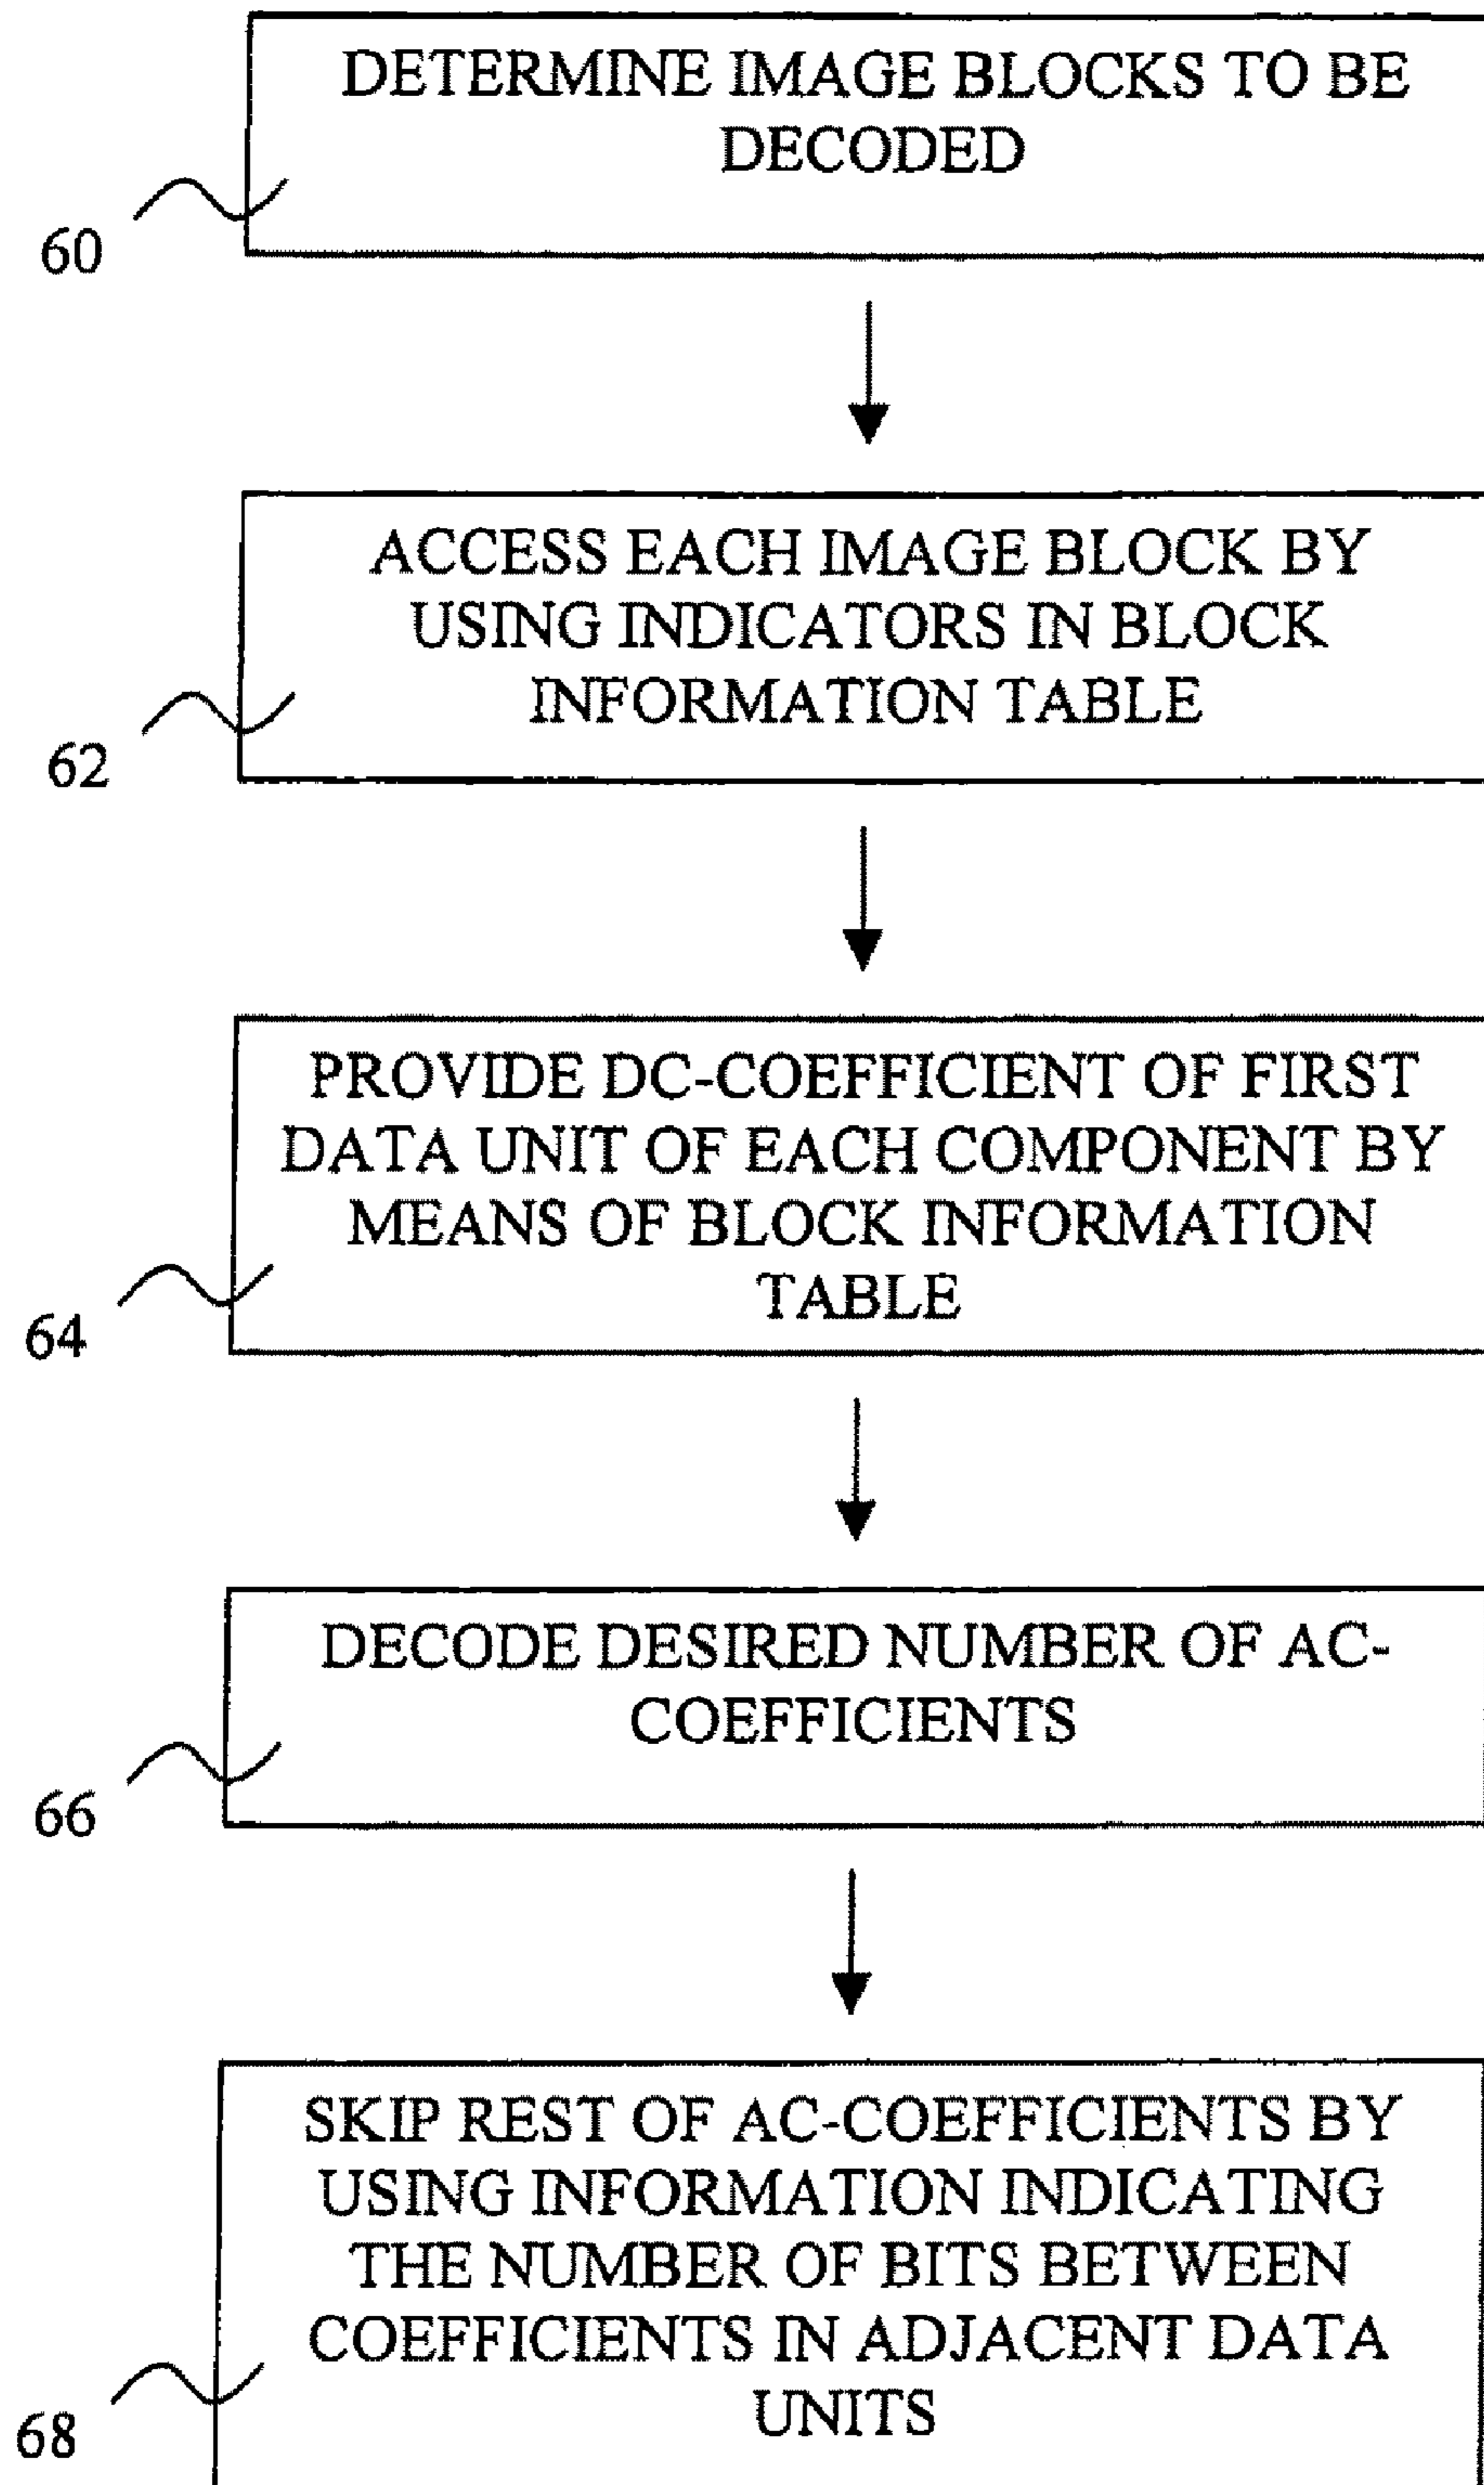 DETERMINE IMAGE BLOCKS TO BE
DECODED
60
ACCESS EACH IMAGE BLOCK BY
USING INDICATORS IN BLOCK
INFORMATION TABLE
62
PROVIDE DC-COEFFICIENT OF FIRST
DATA UNIT OF EACH COMPONENT BY
MEANS OF BLOCK INFORMATION
TABLE
64
DECODE DESIRED NUMBER OF AC-
COEFFICIENTS
66
SKIP REST OF AC-COEFFICIENTS BY
USING INFORMATION INDICATING
THE NUMBER OF BITS BETWEEN
COEFFICIENTS IN ADJACENT DATA
UNITS
68